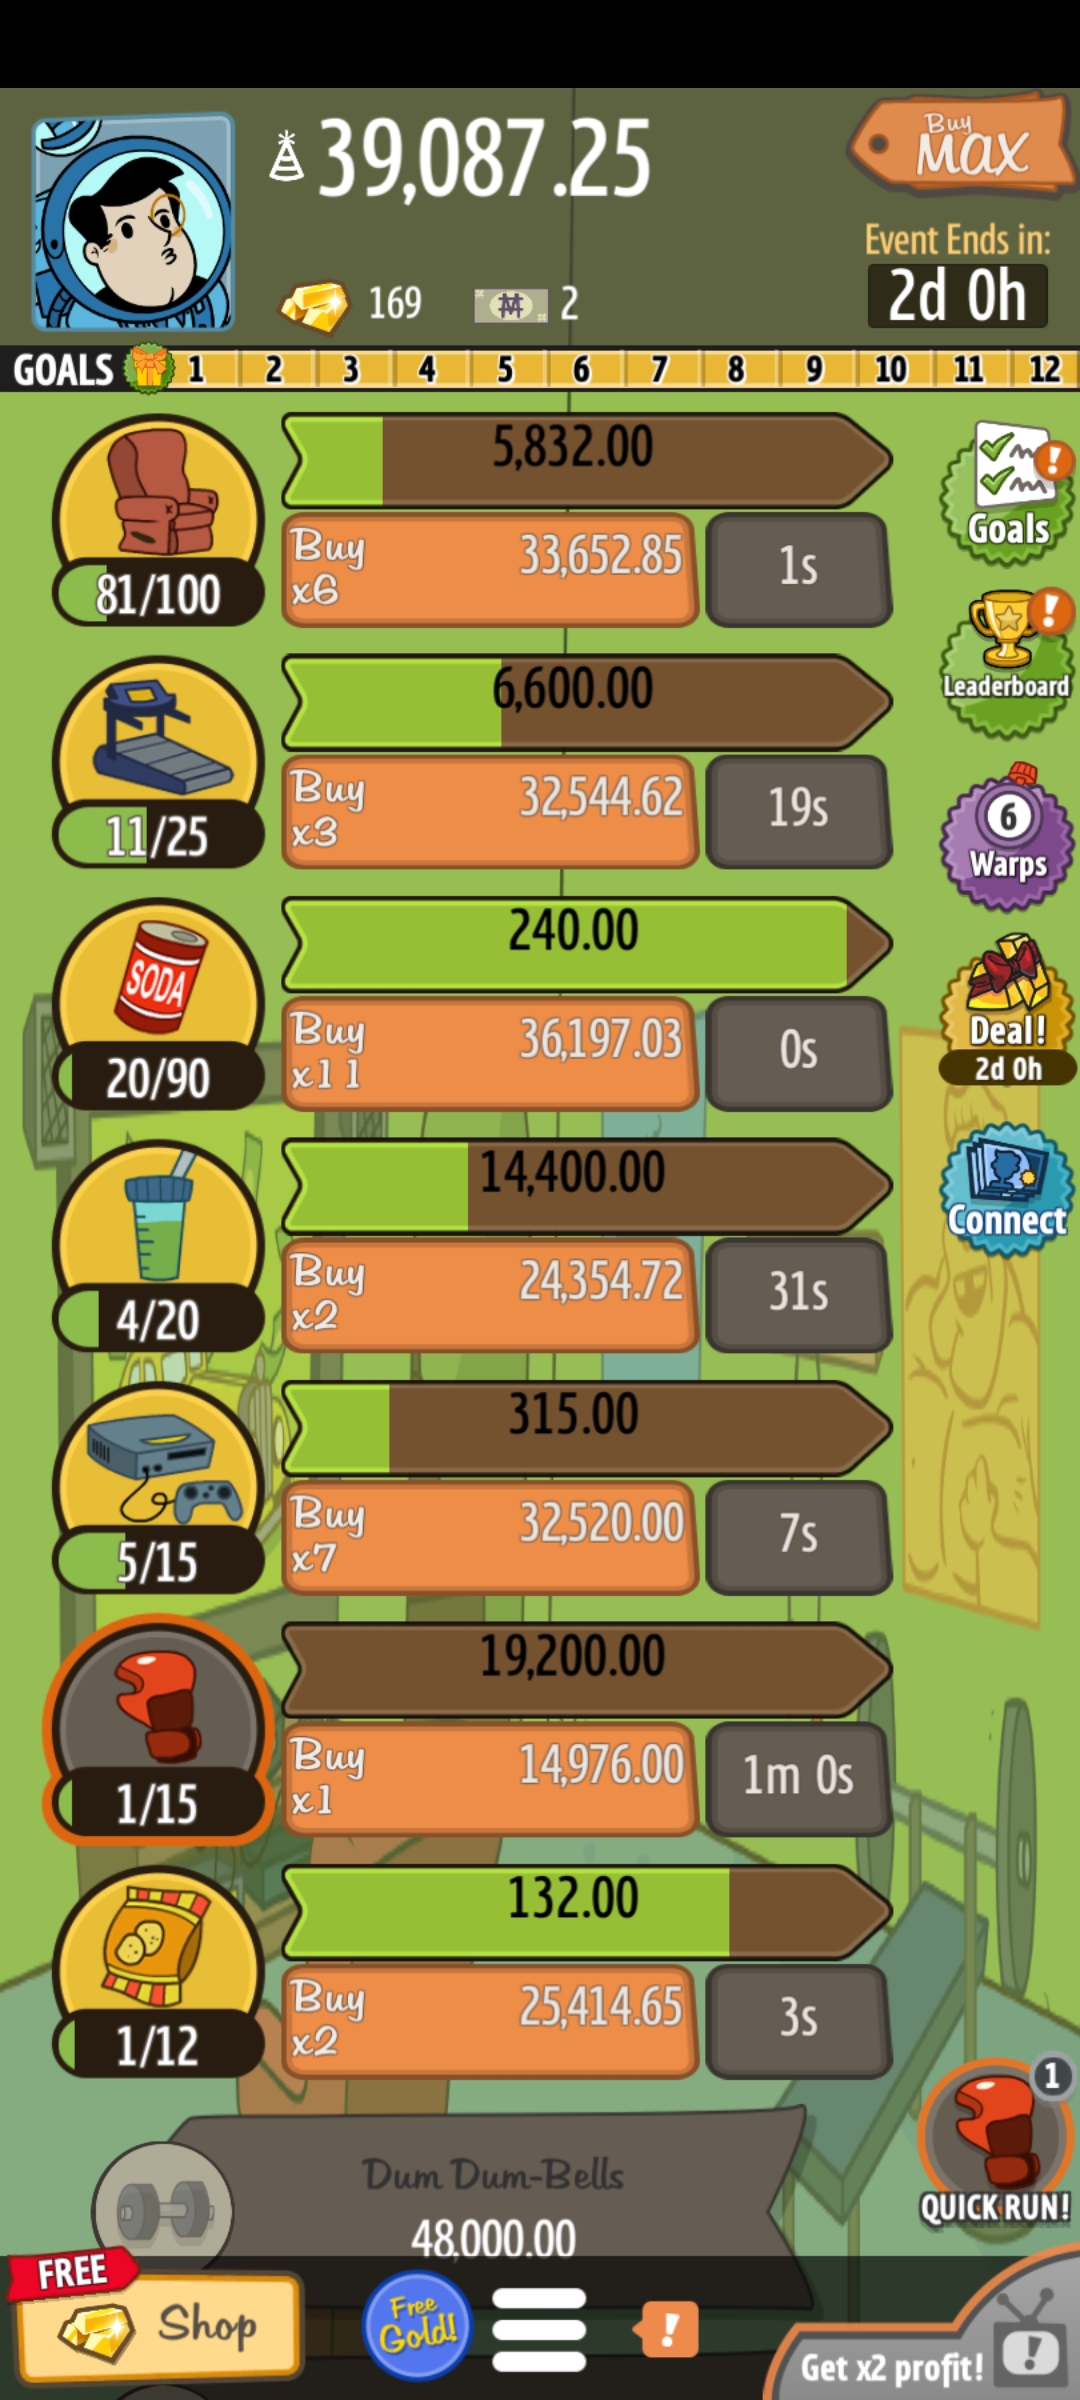 39,087.25
Buy
MAX
169
2
Event Ends in:
2d 0h
GOALS 1 2 3 4 5 6 7 8 9 10 11 12
5,832.00
Buy
x6
33,652.85
1s
81/100
Goals
6,600.00
Buy
x3
32,544.62
19s
11/25
Leaderboard
6
Warps
240.00
SODA
Buy
x11
36,197.03
0s
20/90
Deal!
2d 0h
14,400.00
Buy
x2
24,354.72
31s
4/20
Connect
315.00
Buy
x7
32,520.00
7s
5/15
19,200.00
Buy
x1
14,976.00
1m 0s
1/15
132.00
Buy
x2
25,414.65
3s
1/12
1
QUICK RUN!
Dum Dum-Bells
48,000.00
FREE
Shop
Free
Gold!
!
Get x2 profit!
!